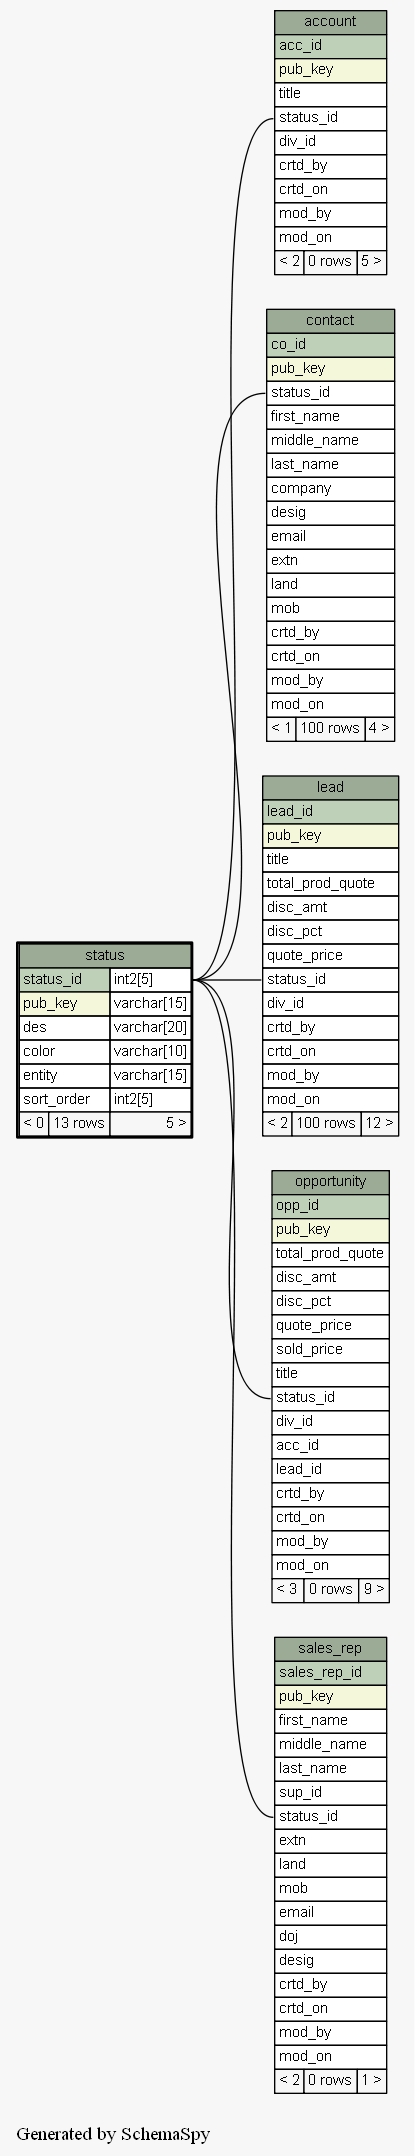 account
acc_id
pub_key
title
status_id
div_id
crtd_by
crtd_on
mod_by
mod_on
< 2 0 rows 5 >
contact
co_id
pub_key
status_id
first_name
middle_name
last_name
company
desig
email
extn
land
mob
crtd_by
crtd_on
mod_by
mod_on
< 1 100 rows 4 >
lead
lead_id
pub_key
title
total_prod_quote
disc_amt
disc_pct
quote_price
status_id
div_id
crtd_by
crtd_on
mod_by
mod_on
< 2 100 rows 12 >
status
status_id int2[5]
pub_key varchar[15]
des varchar[20]
color varchar[10]
entity varchar[15]
sort_order int2[5]
< 0 13 rows 5 >
opportunity
opp_id
pub_key
total_prod_quote
disc_amt
disc_pct
quote_price
sold_price
title
status_id
div_id
acc_id
lead_id
crtd_by
crtd_on
mod_by
mod_on
< 3 0 rows 9 >
sales_rep
sales_rep_id
pub_key
first_name
middle_name
last_name
sup_id
status_id
extn
land
mob
email
doj
desig
crtd_by
crtd_on
mod_by
mod_on
< 2 0 rows 1 >
Generated by SchemaSpy